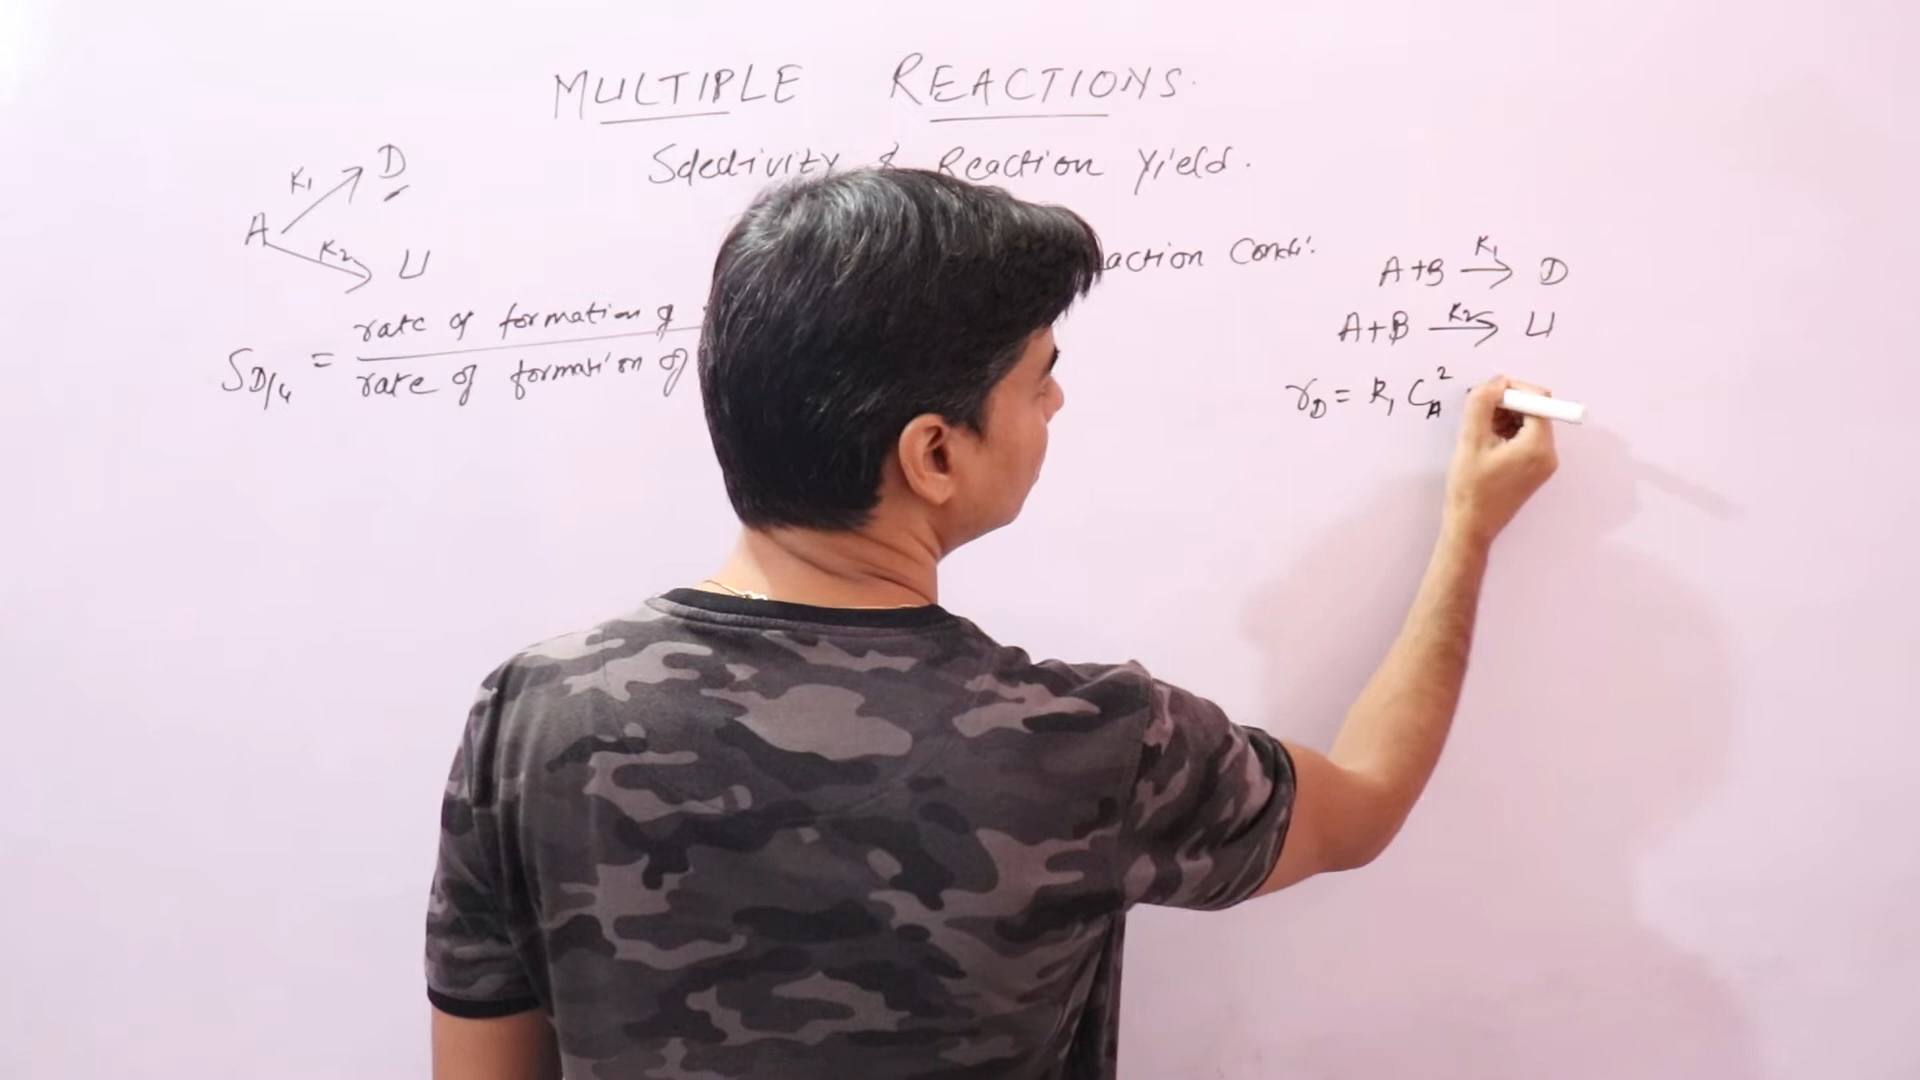 MULTIPLE REACTIONS.
Selectivity & Reaction Yield.
K1 D
A
K2 U
action Condi:
S D/u = rate of formation of
rate of formation of
A+B K1→ D
A+B K2→ U
rD = K1 CA²